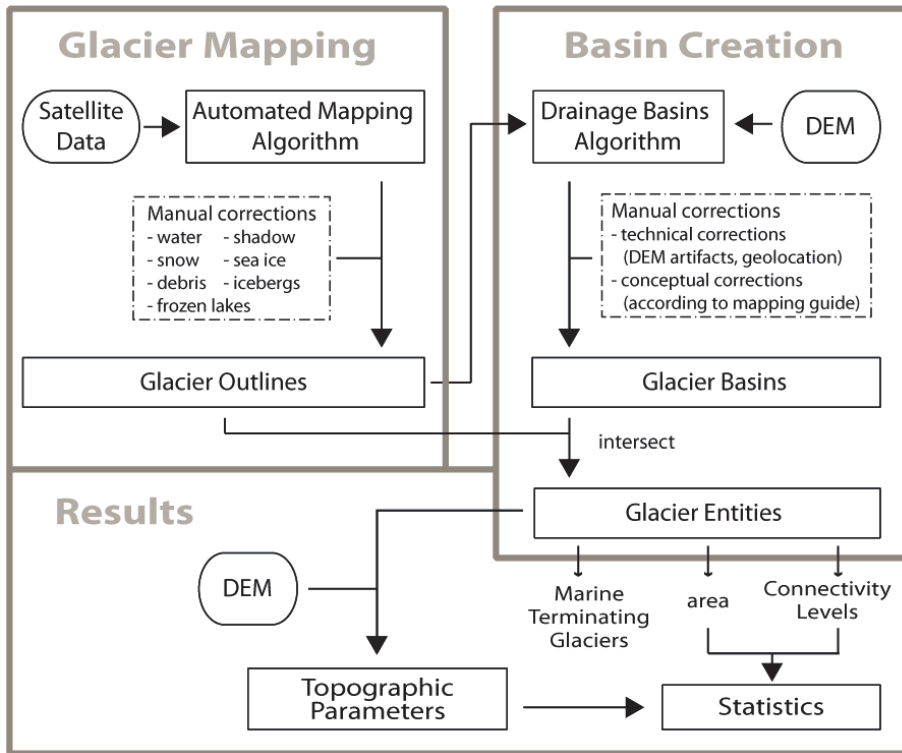 Glacier Mapping
Satellite
Data
Automated Mapping
Algorithm
Manual corrections
- water - shadow
- snow - sea ice
- debris - icebergs
- frozen lakes
Glacier Outlines
Basin Creation
Drainage Basins
Algorithm
DEM
Manual corrections
- technical corrections
(DEM artifacts, geolocation)
- conceptual corrections
(according to mapping guide)
Glacier Basins
intersect
Glacier Entities
Results
DEM
Marine
Terminating
Glaciers
area
Connectivity
Levels
Topographic
Parameters
Statistics